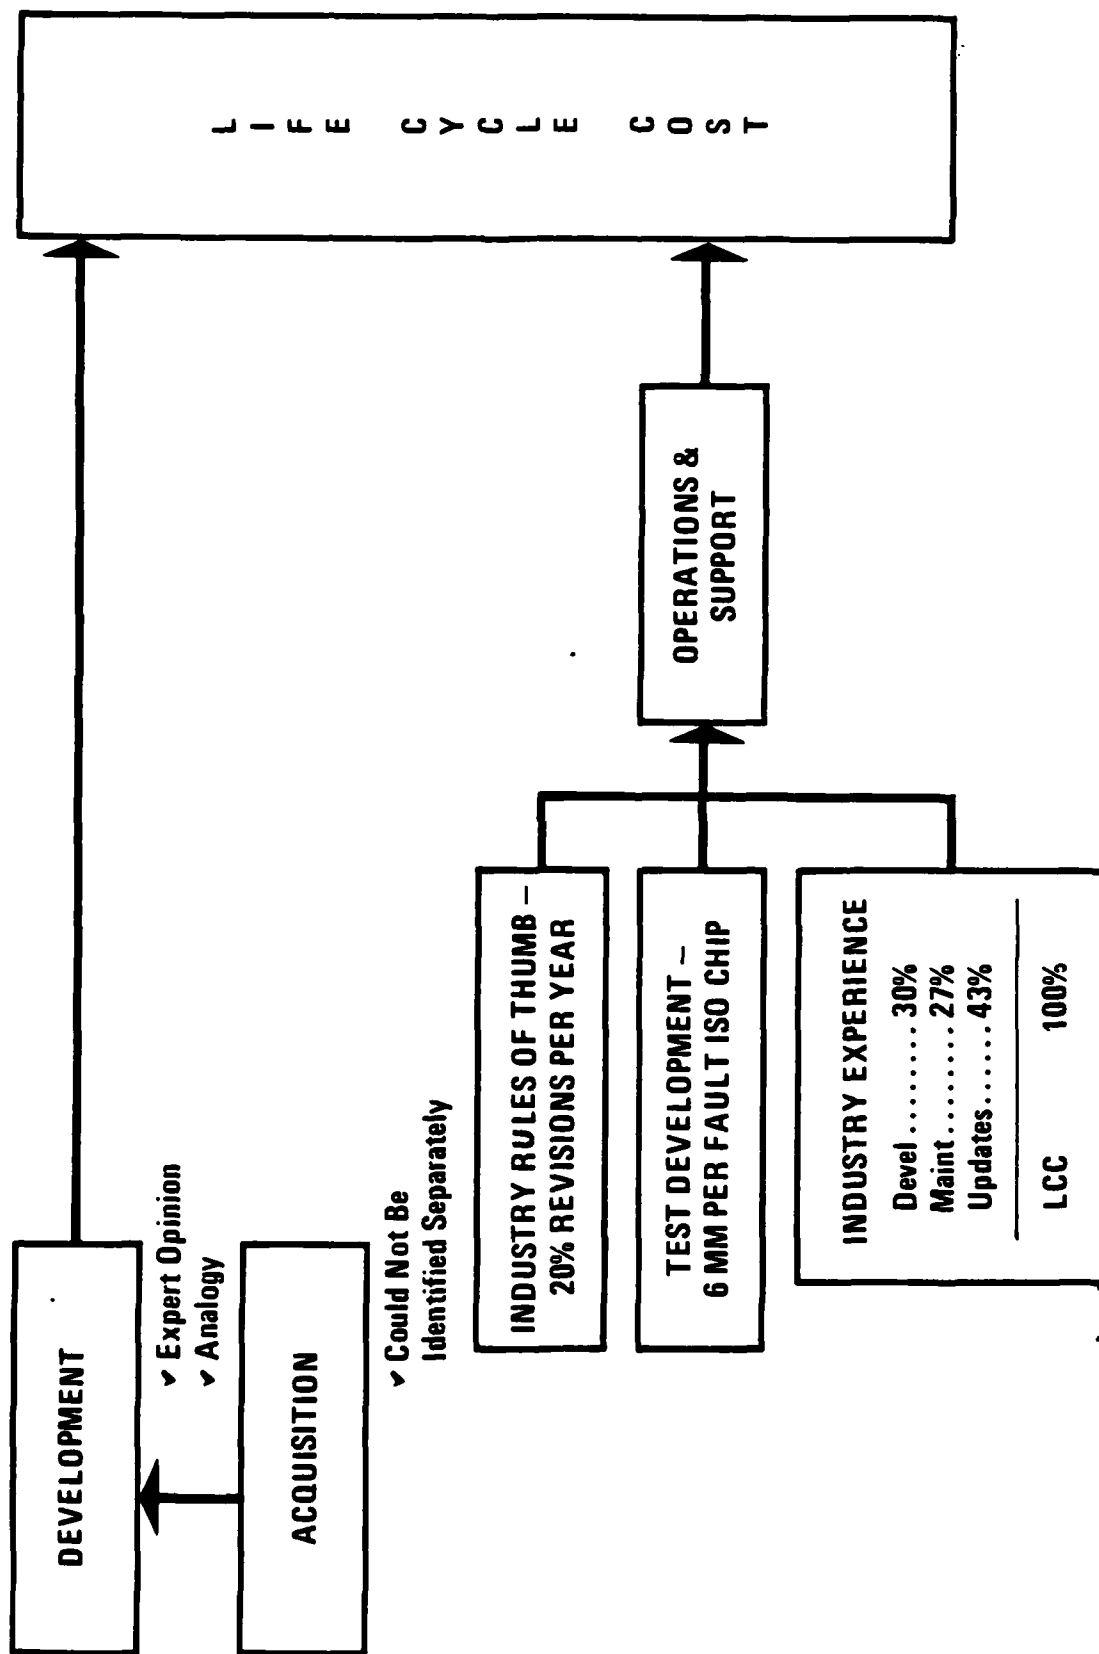 DEVELOPMENT
✓ Expert Opinion
✓ Analogy
ACQUISITION
✓ Could Not Be
Identified Separately
INDUSTRY RULES OF THUMB –
20% REVISIONS PER YEAR
TEST DEVELOPMENT –
6 MM PER FAULT ISO CHIP
INDUSTRY EXPERIENCE
Devel.........30%
Maint.........27%
Updates.......43%
LCC 100%
OPERATIONS &
SUPPORT
LIFE CYCLE COST